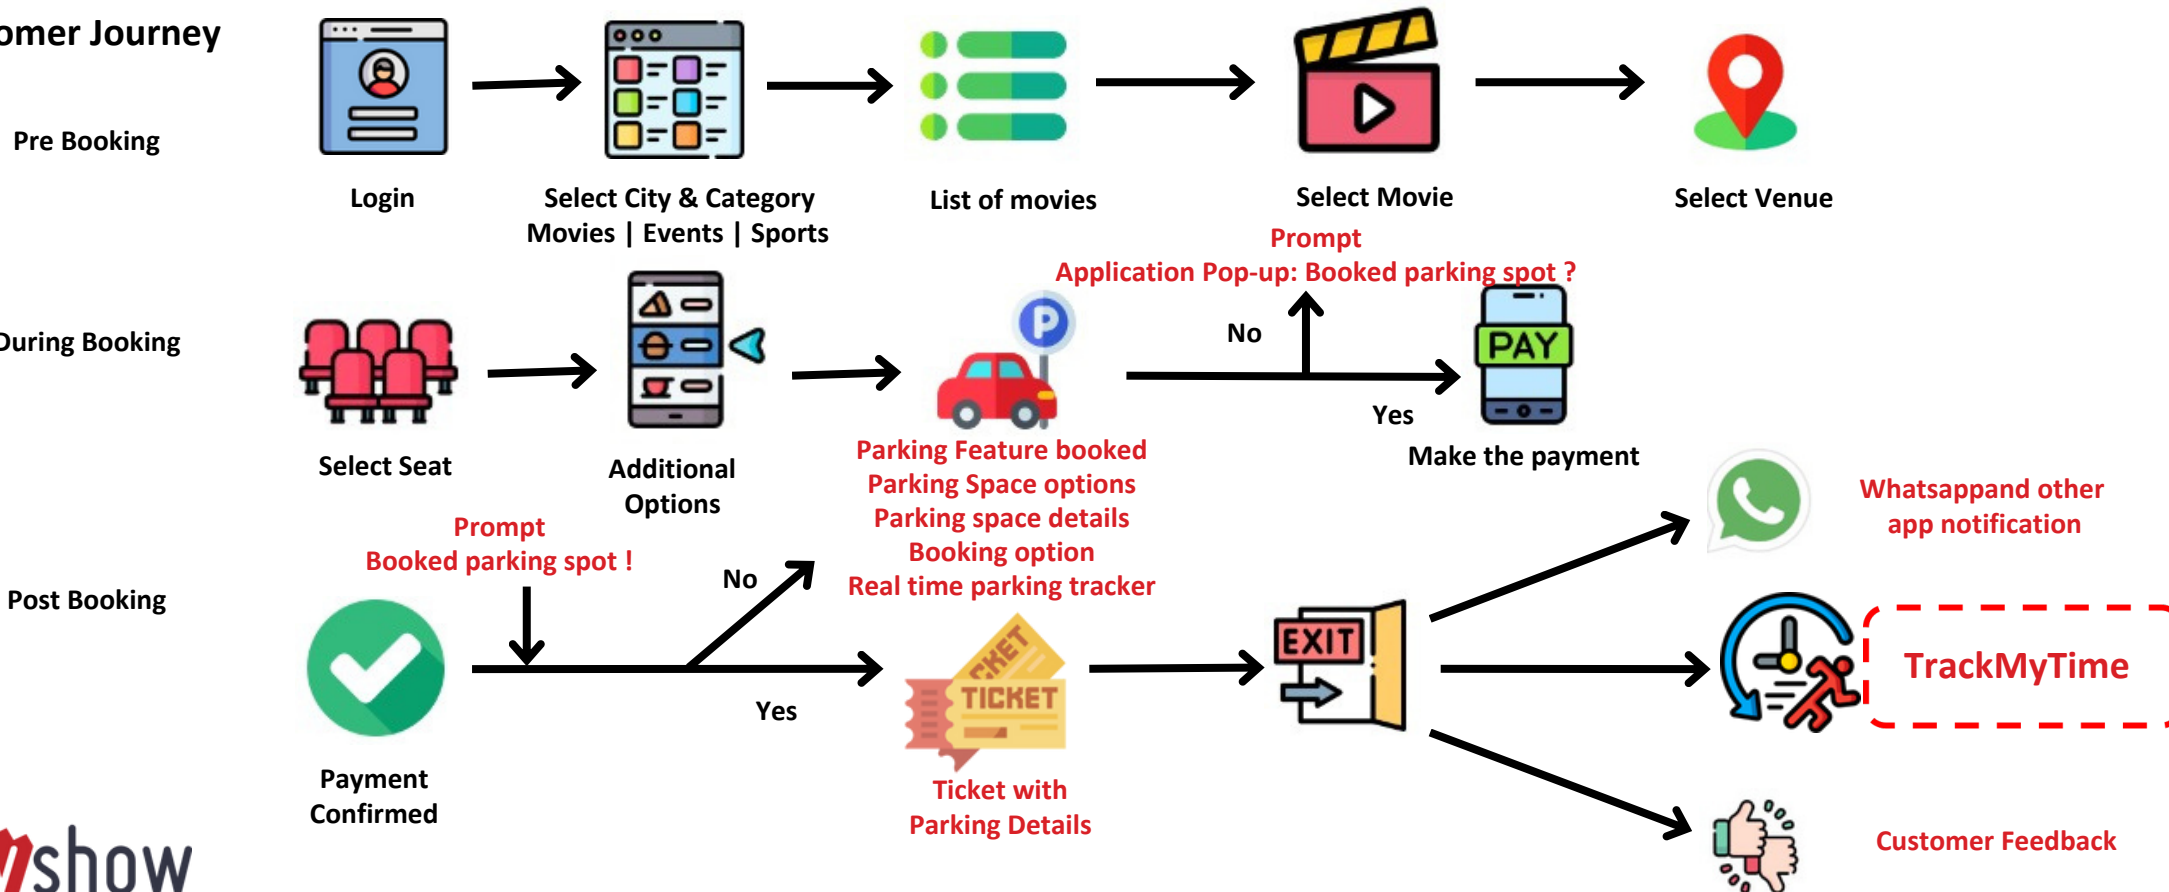 omer Journey
Pre Booking
Login
Select City & Category
Movies | Events | Sports
List of movies
Select Movie
Select Venue
Prompt
Application Pop-up: Booked parking spot ?
During Booking
P
No
PAY
Yes
Select Seat
Additional
Options
Parking Feature booked
Parking Space options
Parking space details
Booking option
Real time parking tracker
Make the payment
Whatsappand other
app notification
Prompt
Booked parking spot !
Post Booking
No
Yes
CKET
TICKET
EXIT
TrackMyTime
Payment
Confirmed
Ticket with
Parking Details
Customer Feedback
yshow